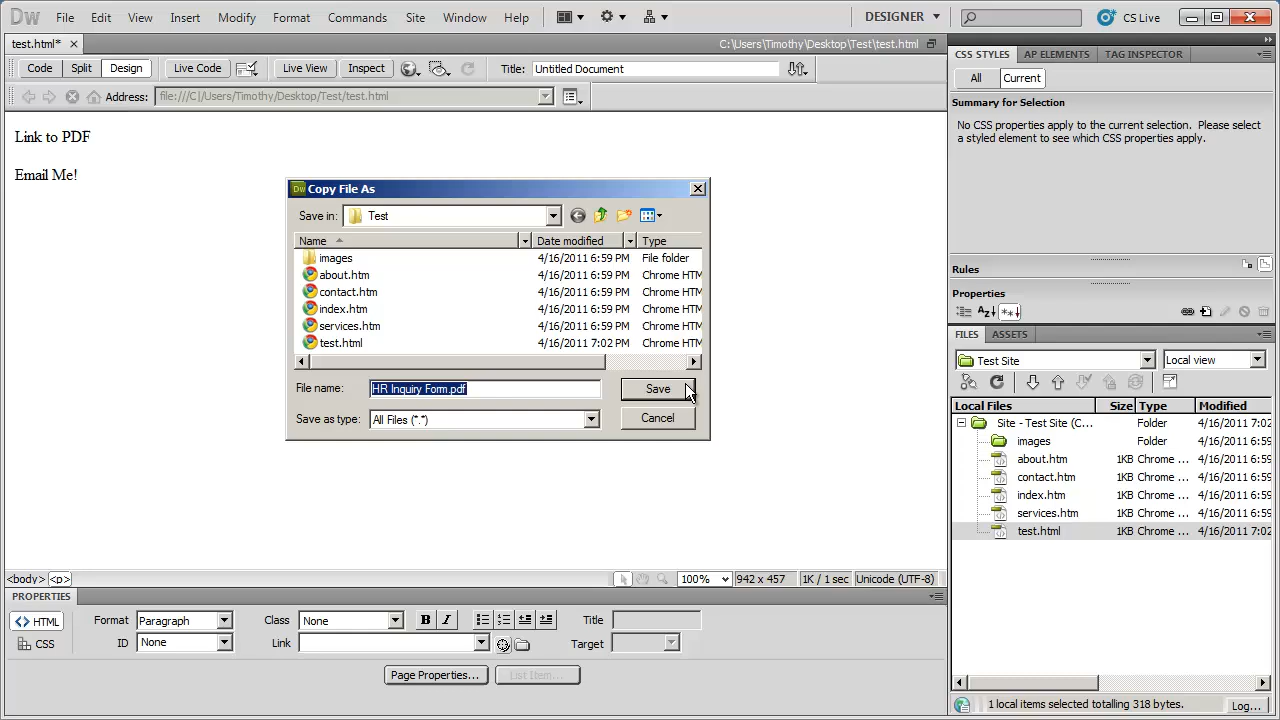 Dw File Edit View Insert Modify Format Commands Site Window Help DESIGNER CS Live
test.html* C:\Users\Timothy\Desktop\Test\test.html
Code Split Design Live Code Live View Inspect Title: Untitled Document
Address: file:///C|/Users/Timothy/Desktop/Test/test.html
Link to PDF
Email Me!
Dw Copy File As
Save in: Test
Name Date modified Type
images 4/16/2011 6:59 PM File folder
about.htm 4/16/2011 6:59 PM Chrome HTM
contact.htm 4/16/2011 6:59 PM Chrome HTM
index.htm 4/16/2011 6:59 PM Chrome HTM
services.htm 4/16/2011 6:59 PM Chrome HTM
test.html 4/16/2011 7:02 PM Chrome HTM
File name: HR Inquiry Form.pdf Save
Save as type: All Files (*.*) Cancel
CSS STYLES AP ELEMENTS TAG INSPECTOR
All Current
Summary for Selection
No CSS properties apply to the current selection. Please select
a styled element to see which CSS properties apply.
Rules
Properties
Az↓ **↓
FILES ASSETS
Test Site Local view
Local Files Size Type Modified
Site - Test Site (C... Folder 4/16/2011 7:02
images Folder 4/16/2011 6:59
about.htm 1KB Chrome ... 4/16/2011 6:59
contact.htm 1KB Chrome ... 4/16/2011 6:59
index.htm 1KB Chrome ... 4/16/2011 6:59
services.htm 1KB Chrome ... 4/16/2011 6:59
test.html 1KB Chrome ... 4/16/2011 7:02
1 local items selected totalling 318 bytes. Log...
<body> <p> 100% 942 x 457 1K / 1 sec Unicode (UTF-8)
PROPERTIES
<> HTML Format Paragraph Class None B I Title
CSS ID None Link Target
Page Properties... List Item...